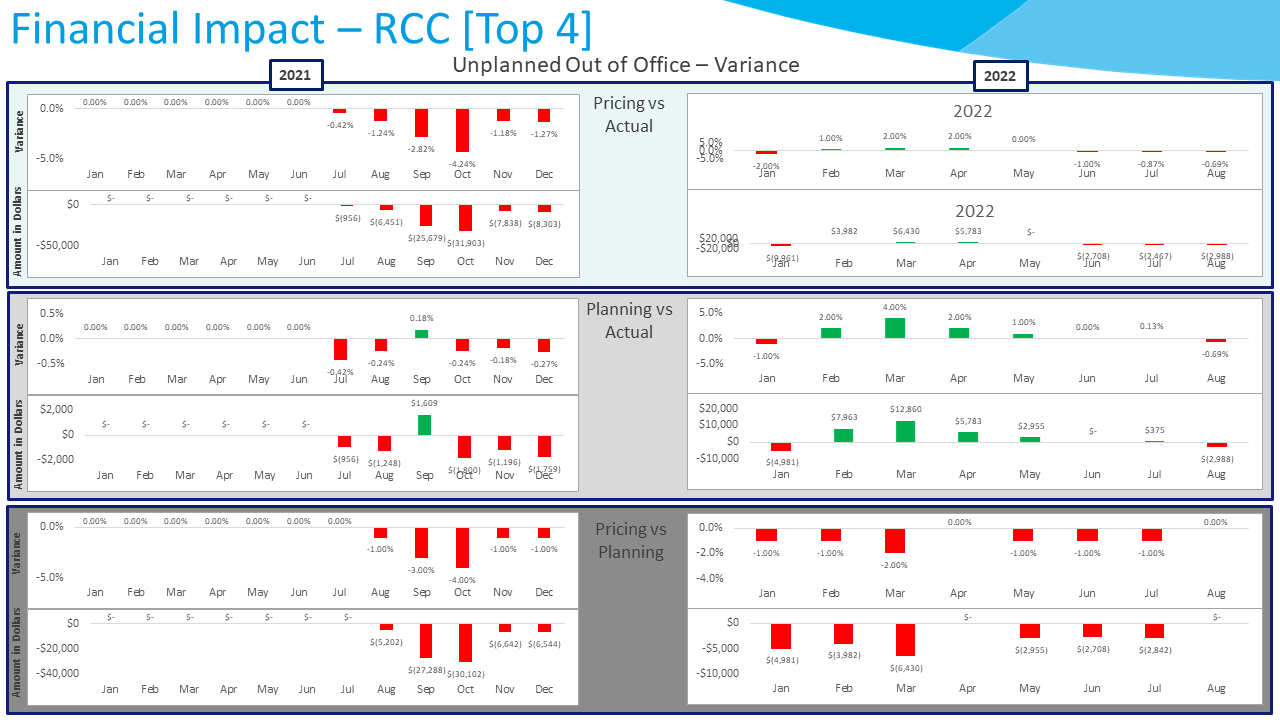 Financial Impact – RCC [Top 4]
Unplanned Out of Office – Variance
2021
2022
Pricing vs
Actual
Variance
0.0%
-5.0%
0.00% 0.00% 0.00% 0.00% 0.00% 0.00% -0.42% -1.24% -2.82% -4.24% -1.18% -1.27%
Jan Feb Mar Apr May Jun Jul Aug Sep Oct Nov Dec
Amount in Dollars
$0
-$50,000
$- $- $- $- $- $- $(956) $(6,451) $(25,679) $(31,903) $(7,838) $(8,303)
Jan Feb Mar Apr May Jun Jul Aug Sep Oct Nov Dec
2022
5.0%
0.0%
-5.0%
-2.00% 1.00% 2.00% 2.00% 0.00% -1.00% -0.87% -0.69%
Jan Feb Mar Apr May Jun Jul Aug
2022
$20,000
$0
-$20,000
$(9,961) $3,982 $6,430 $5,783 $- $(2,708) $(2,467) $(2,988)
Jan Feb Mar Apr May Jun Jul Aug
Planning vs
Actual
Variance
0.5%
0.0%
-0.5%
0.00% 0.00% 0.00% 0.00% 0.00% 0.00% -0.42% -0.24% 0.18% -0.24% -0.18% -0.27%
Jan Feb Mar Apr May Jun Jul Aug Sep Oct Nov Dec
Amount in Dollars
$2,000
$0
-$2,000
$- $- $- $- $- $- $(956) $(1,248) $1,609 $(1,800) $(1,196) $(1,759)
Jan Feb Mar Apr May Jun Jul Aug Sep Oct Nov Dec
5.0%
0.0%
-5.0%
-1.00% 2.00% 4.00% 2.00% 1.00% 0.00% 0.13% -0.69%
Jan Feb Mar Apr May Jun Jul Aug
$20,000
$10,000
$0
-$10,000
$(4,981) $7,963 $12,860 $5,783 $2,955 $- $375 $(2,988)
Jan Feb Mar Apr May Jun Jul Aug
Pricing vs
Planning
Variance
0.0%
-5.0%
0.00% 0.00% 0.00% 0.00% 0.00% 0.00% 0.00% -1.00% -3.00% -4.00% -1.00% -1.00%
Jan Feb Mar Apr May Jun Jul Aug Sep Oct Nov Dec
Amount in Dollars
$0
-$20,000
-$40,000
$- $- $- $- $- $- $- $(5,202) $(27,288) $(30,102) $(6,642) $(6,544)
Jan Feb Mar Apr May Jun Jul Aug Sep Oct Nov Dec
0.0%
-2.0%
-4.0%
-1.00% -1.00% -2.00% 0.00% -1.00% -1.00% -1.00% 0.00%
Jan Feb Mar Apr May Jun Jul Aug
$0
-$5,000
-$10,000
$(4,981) $(3,982) $(6,430) $- $(2,955) $(2,708) $(2,842) $-
Jan Feb Mar Apr May Jun Jul Aug